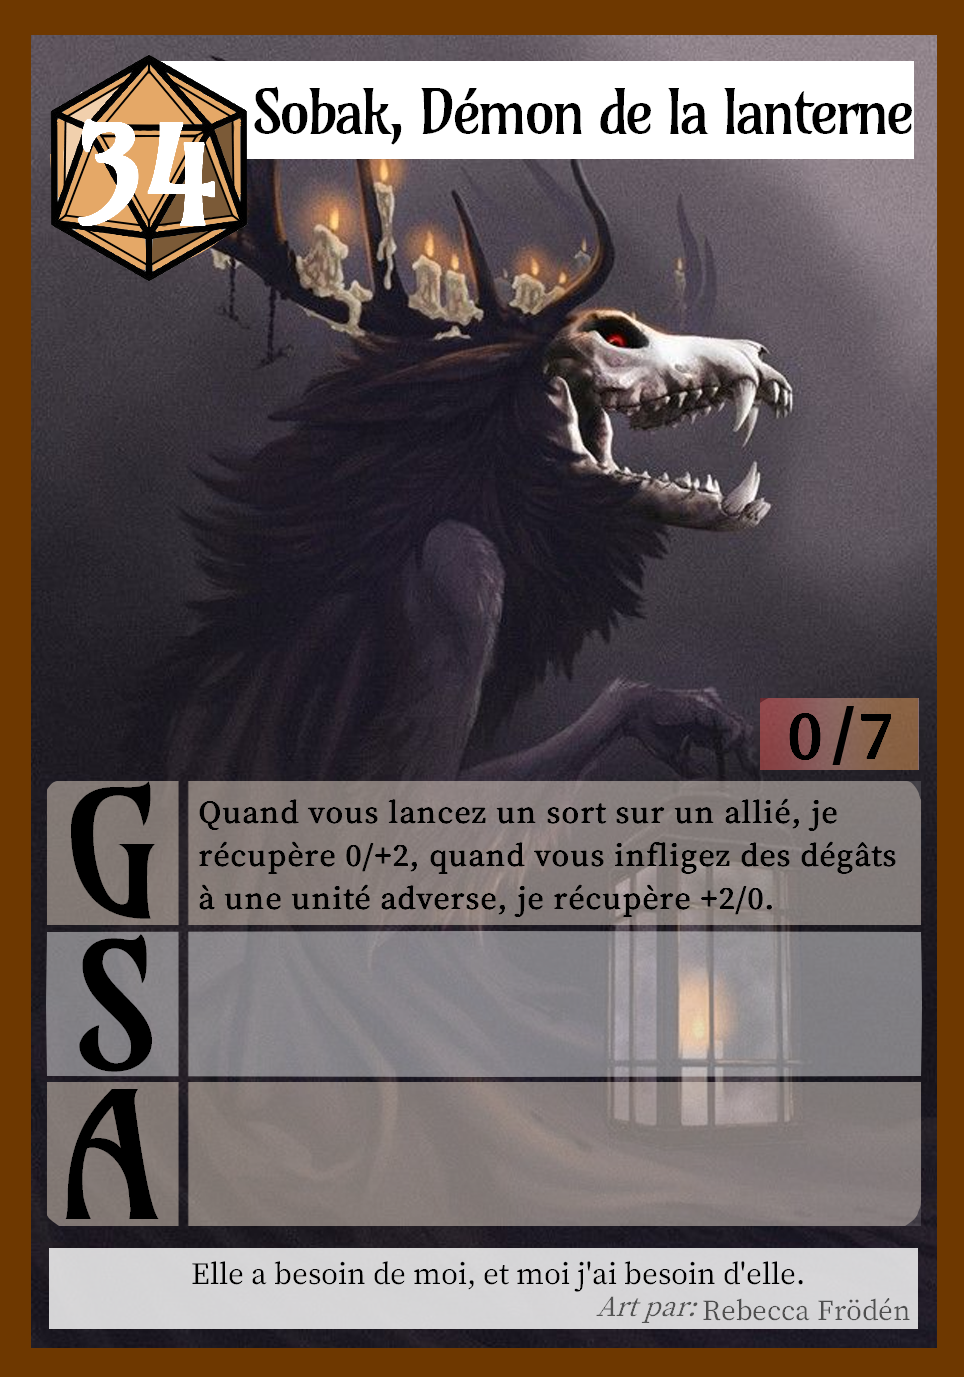 34
Sobak, Démon de la lanterne
0/7
G
Quand vous lancez un sort sur un allié, je
récupère 0/+2, quand vous infligez des dégâts
à une unité adverse, je récupère +2/0.
S
A
Elle a besoin de moi, et moi j'ai besoin d'elle.
Art par: Rebecca Frödén